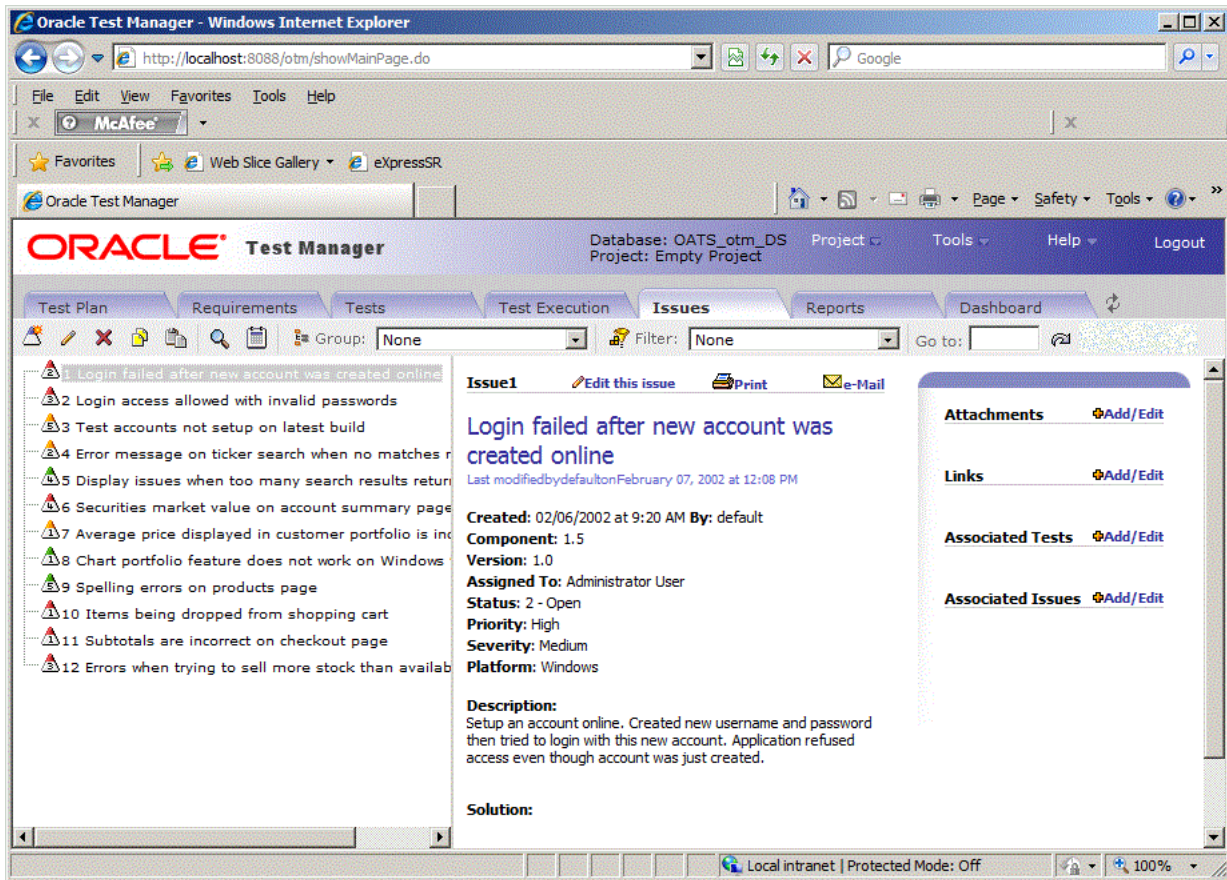 Oracle Test Manager - Windows Internet Explorer
http://localhost:8088/otm/showMainPage.do
Google
File Edit View Favorites Tools Help
x McAfee x
Favorites Web Slice Gallery eXpressSR
Oracle Test Manager
Page Safety Tools »
ORACLE Test Manager
Database: OATS_otm_DS Project Tools Help Logout
Project: Empty Project
Test Plan Requirements Tests Test Execution Issues Reports Dashboard
Group: None Filter: None Go to:
1 Login failed after new account was created online
2 Login access allowed with invalid passwords
3 Test accounts not setup on latest build
4 Error message on ticker search when no matches r
5 Display issues when too many search results retur
6 Securities market value on account summary page
7 Average price displayed in customer portfolio is inc
8 Chart portfolio feature does not work on Windows
9 Spelling errors on products page
10 Items being dropped from shopping cart
11 Subtotals are incorrect on checkout page
12 Errors when trying to sell more stock than availab
Issue1 Edit this issue Print e-Mail
Login failed after new account was
created online
Last modifiedbydefaultonFebruary 07, 2002 at 12:08 PM
Created: 02/06/2002 at 9:20 AM By: default
Component: 1.5
Version: 1.0
Assigned To: Administrator User
Status: 2 - Open
Priority: High
Severity: Medium
Platform: Windows
Description:
Setup an account online. Created new username and password
then tried to login with this new account. Application refused
access even though account was just created.
Solution:
Attachments Add/Edit
Links Add/Edit
Associated Tests Add/Edit
Associated Issues Add/Edit
Local intranet | Protected Mode: Off 100%